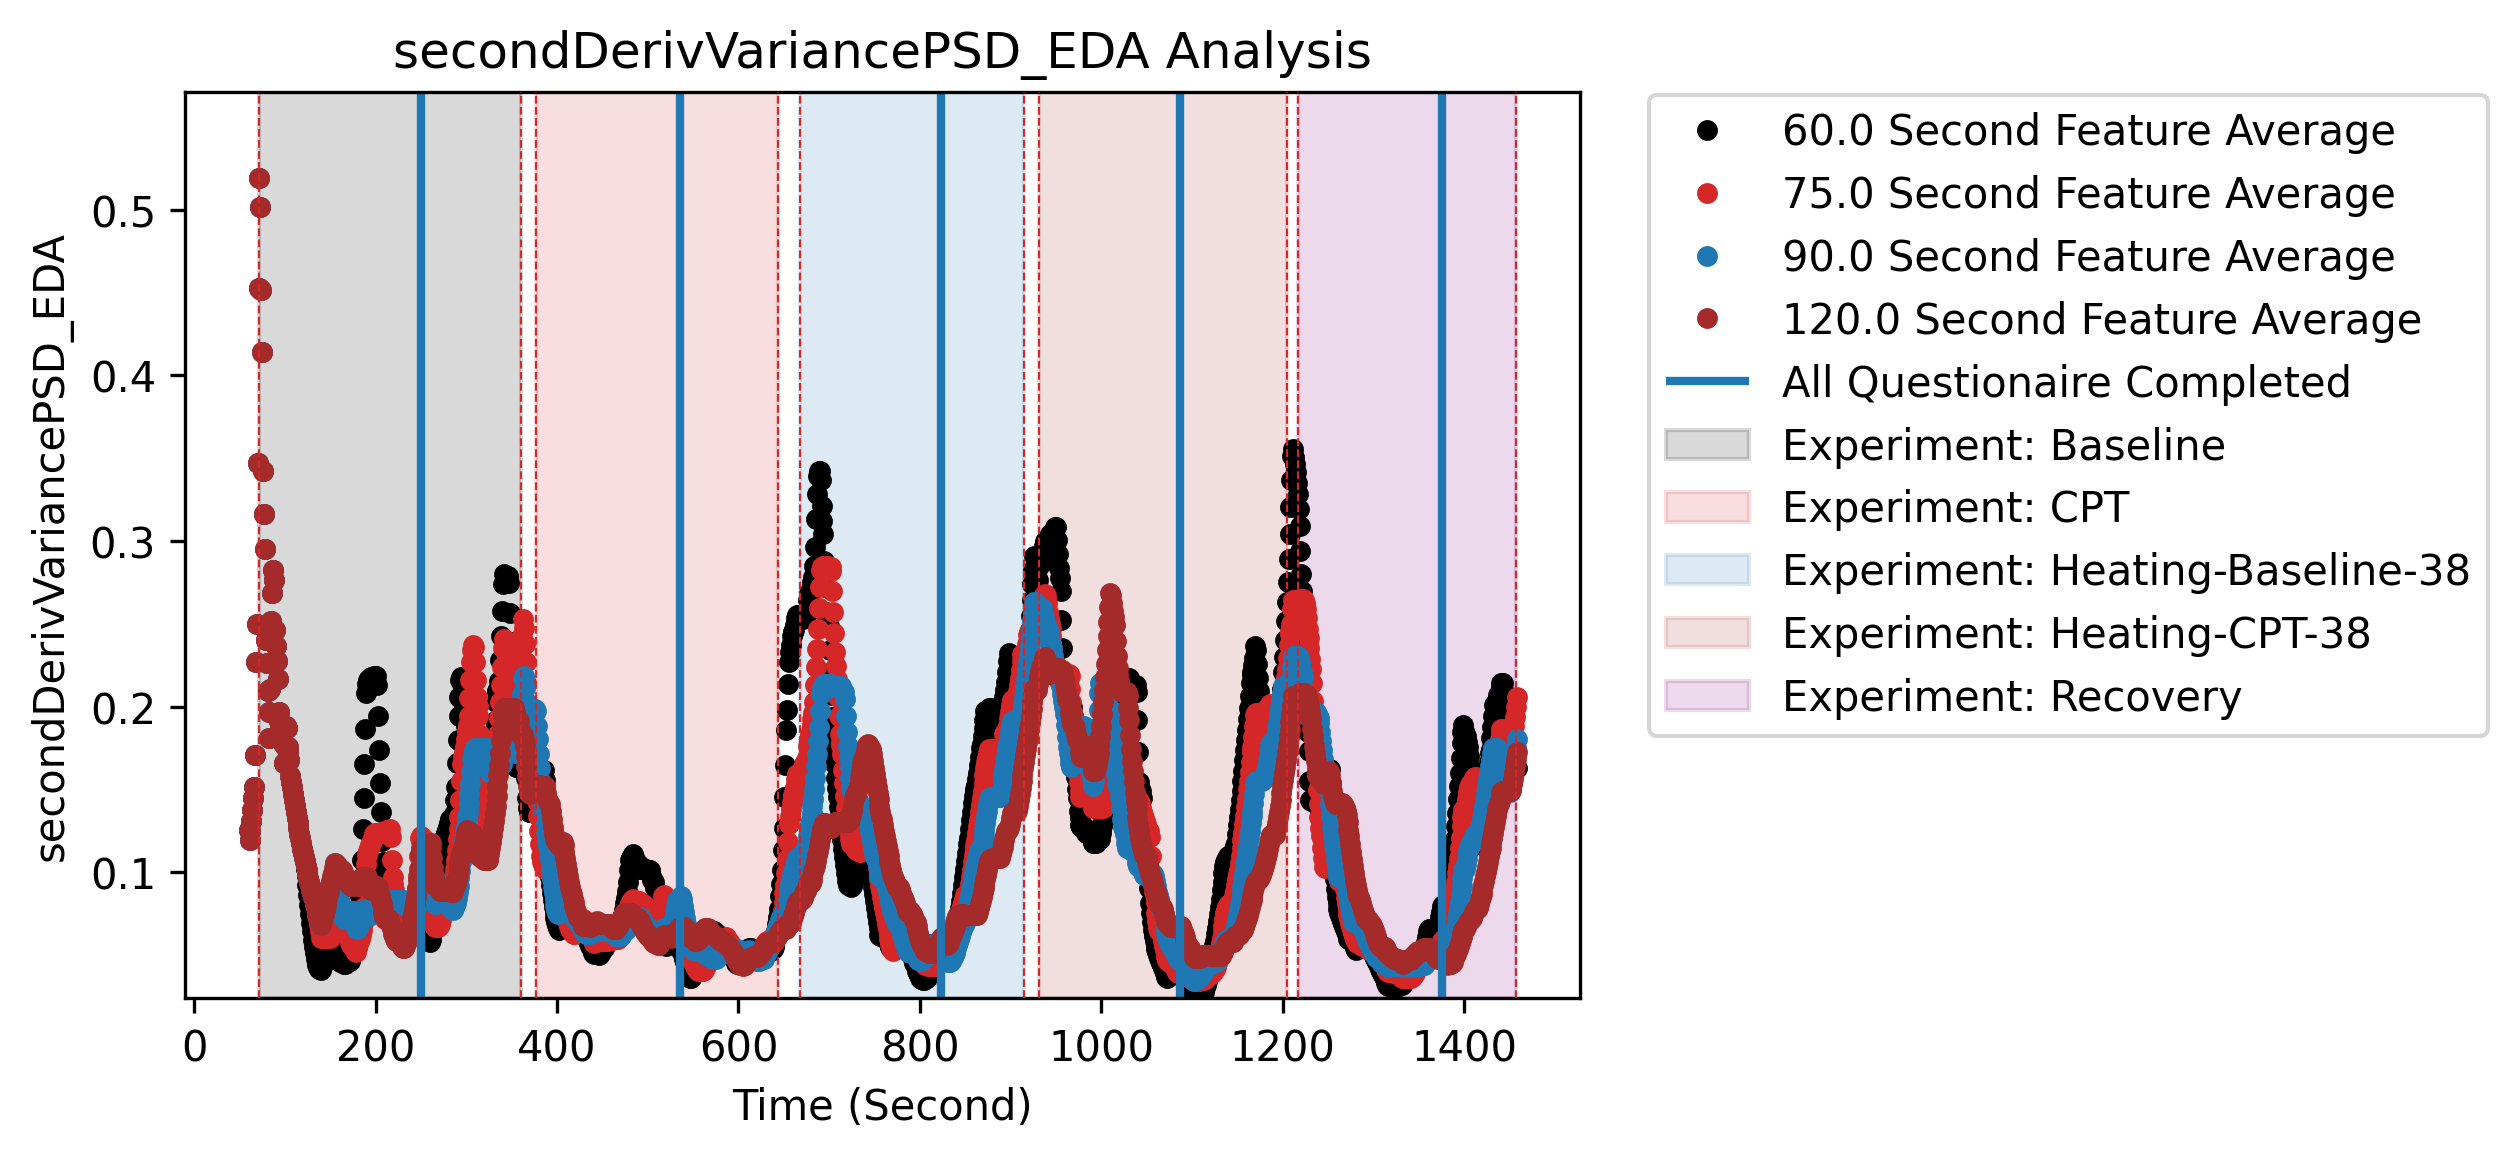 secondDerivVariancePSD_EDA Analysis
secondDerivVariancePSD_EDA
0.5
0.4
0.3
0.2
0.1
0 200 400 600 800 1000 1200 1400
Time (Second)
60.0 Second Feature Average
75.0 Second Feature Average
90.0 Second Feature Average
120.0 Second Feature Average
All Questionaire Completed
Experiment: Baseline
Experiment: CPT
Experiment: Heating-Baseline-38
Experiment: Heating-CPT-38
Experiment: Recovery